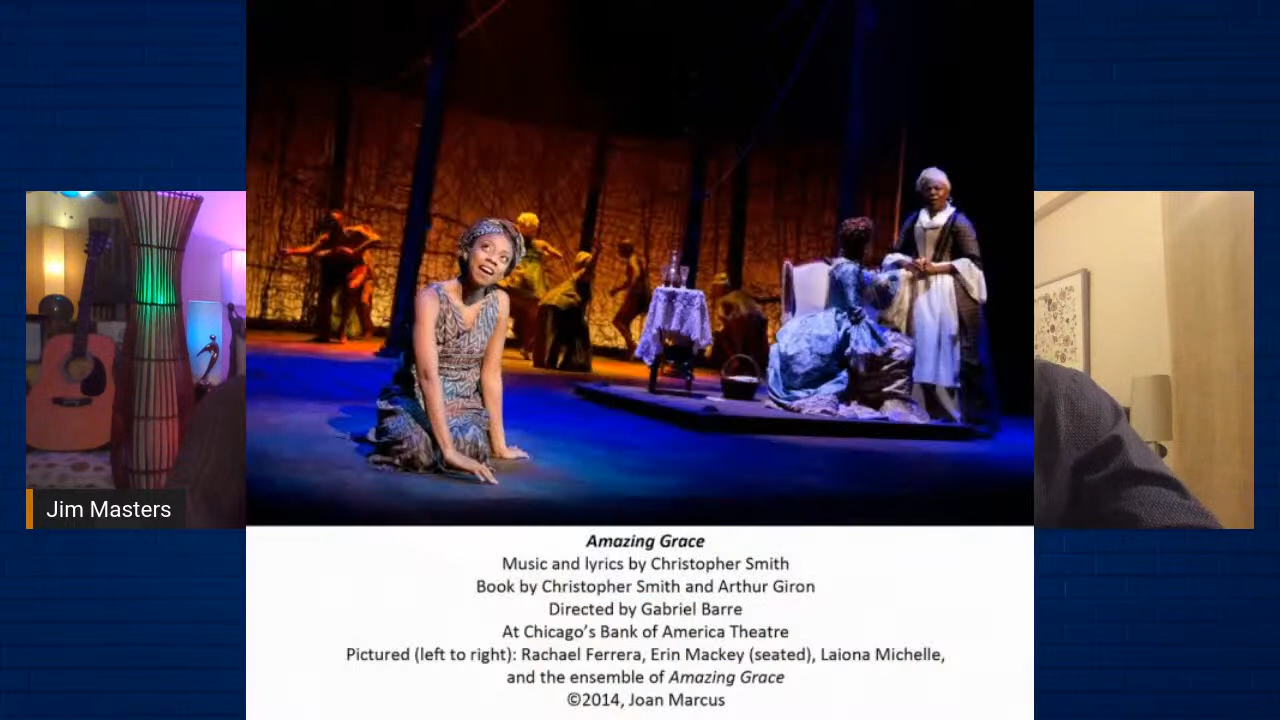 Jim Masters
Amazing Grace
Music and lyrics by Christopher Smith
Book by Christopher Smith and Arthur Giron
Directed by Gabriel Barre
At Chicago’s Bank of America Theatre
Pictured (left to right): Rachael Ferrera, Erin Mackey (seated), Laiona Michelle,
and the ensemble of Amazing Grace
©2014, Joan Marcus